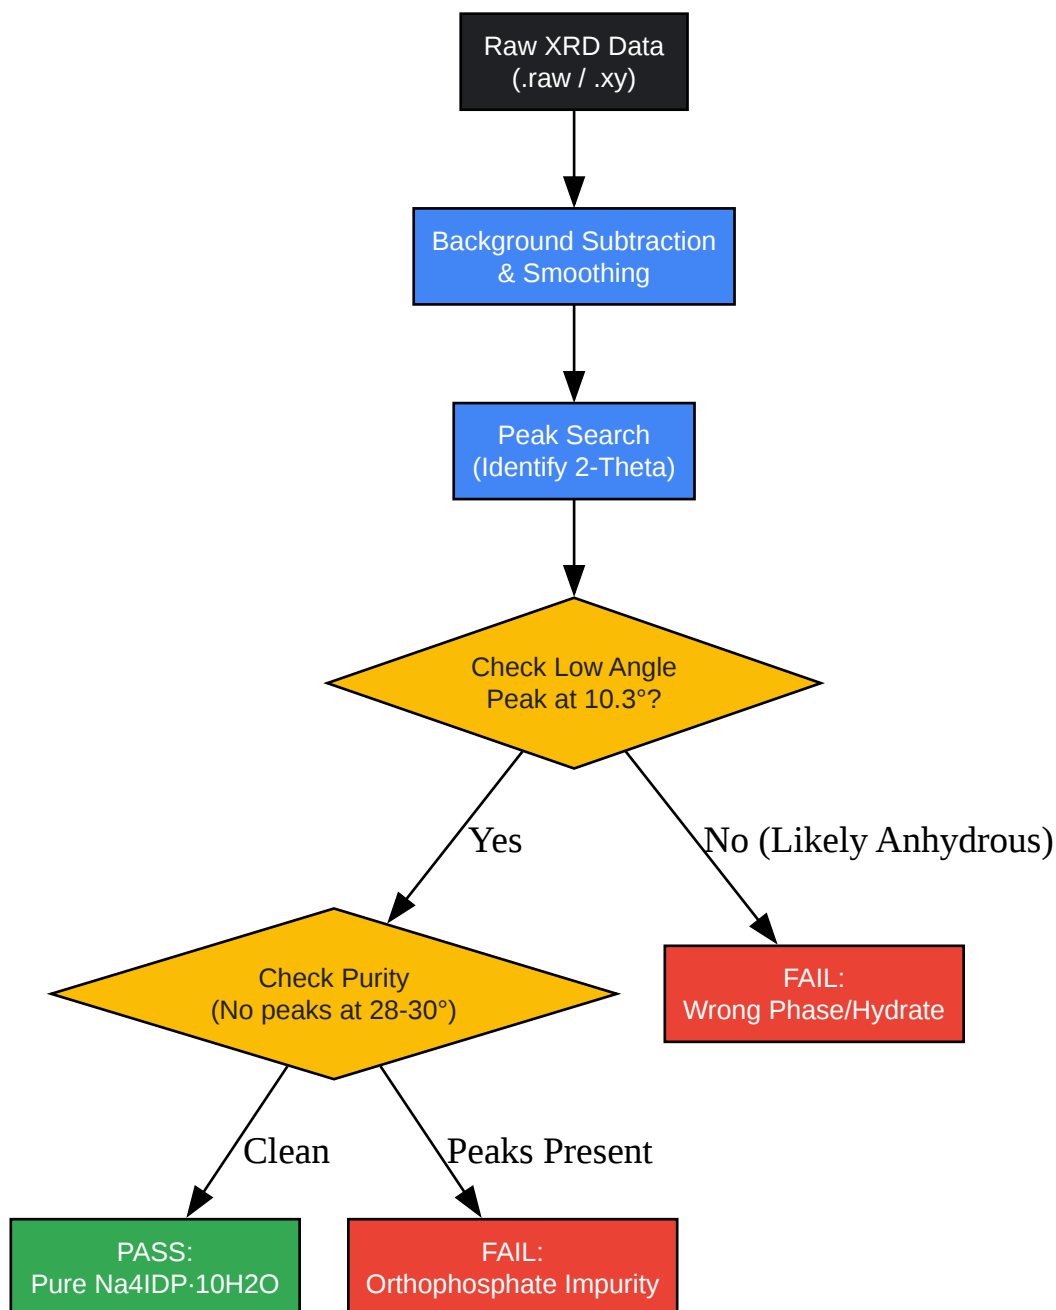 Raw XRD Data
(.raw / .xy)
Background Subtraction
& Smoothing
Peak Search
(Identify 2-Theta)
Check Low Angle
Peak at 10.3°?
Yes
No (Likely Anhydrous)
Check Purity
(No peaks at 28-30°)
FAIL:
Wrong Phase/Hydrate
Clean
Peaks Present
PASS:
Pure Na4IDP·10H2O
FAIL:
Orthophosphate Impurity